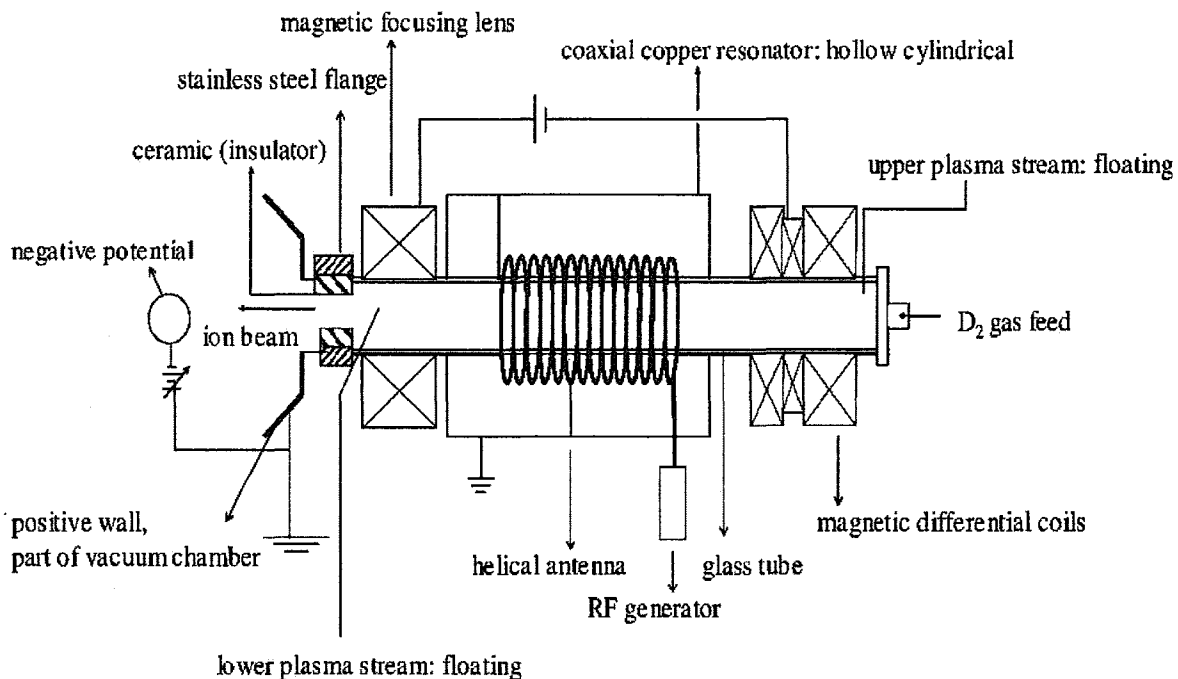 magnetic focusing lens
coaxial copper resonator: hollow cylindrical
stainless steel flange
ceramic (insulator)
upper plasma stream: floating
negative potential
ion beam
D₂ gas feed
positive wall,
part of vacuum chamber
magnetic differential coils
helical antenna
glass tube
RF generator
lower plasma stream: floating